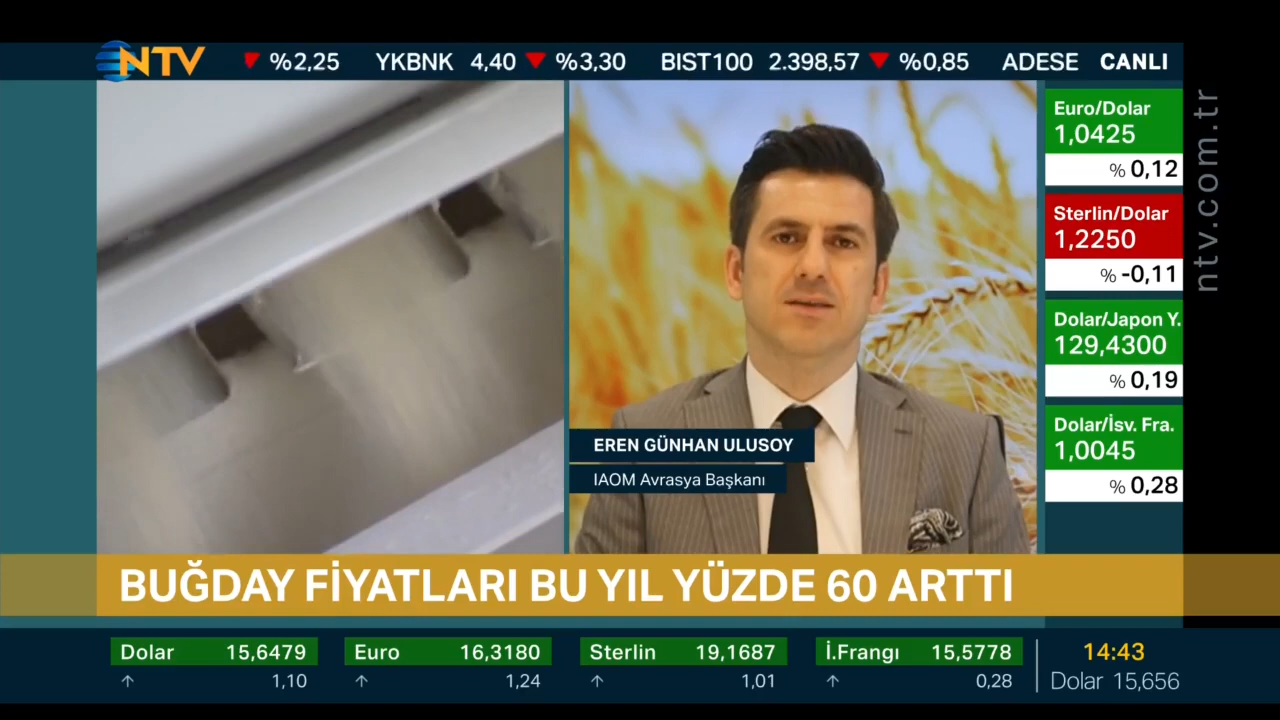 NTV ▼ %2,25 YKBNK 4,40 ▼ %3,30 BIST100 2.398,57 ▼ %0,85 ADESE CANLI
Euro/Dolar
1,0425
% 0,12
Sterlin/Dolar
1,2250
% -0,11
Dolar/Japon Y.
129,4300
% 0,19
Dolar/İsv. Fra.
1,0045
% 0,28
ntv.com.tr
EREN GÜNHAN ULUSOY
IAOM Avrasya Başkanı
BUĞDAY FİYATLARI BU YIL YÜZDE 60 ARTTI
Dolar 15,6479 Euro 16,3180 Sterlin 19,1687 İ.Frangı 15,5778 14:43
↑ 1,10 ↑ 1,24 ↑ 1,01 ↑ 0,28 Dolar 15,656